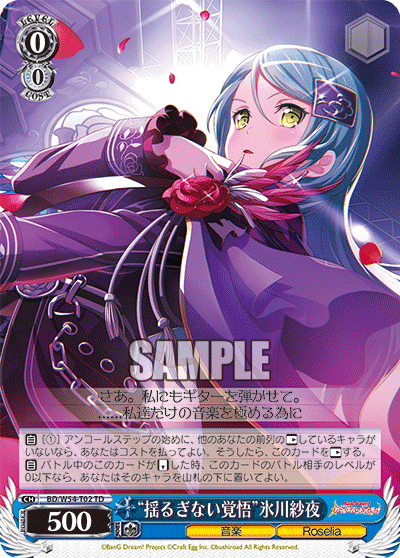 LEVEL
0
0
COST
SAMPLE
さあ。私にもギターを弾かせて。
……私達だけの音楽を極める為に
【自】［⑴］アンコールステップの始めに、他のあなたの前列の【レスト】しているキャラが
いないなら、あなたはコストを払ってよい。そうしたら、このカードを【レスト】する。
【自】バトル中のこのカードが【リバース】した時、このカードのバトル相手のレベルが
0以下なら、あなたはそのキャラを山札の下に置いてよい。
CH BD/W54-T02 TD
500
“揺るぎない覚悟”氷川紗夜
音楽
Roselia
©BanG Dream! Project ©Craft Egg Inc. ©bushiroad All Rights Reserved.